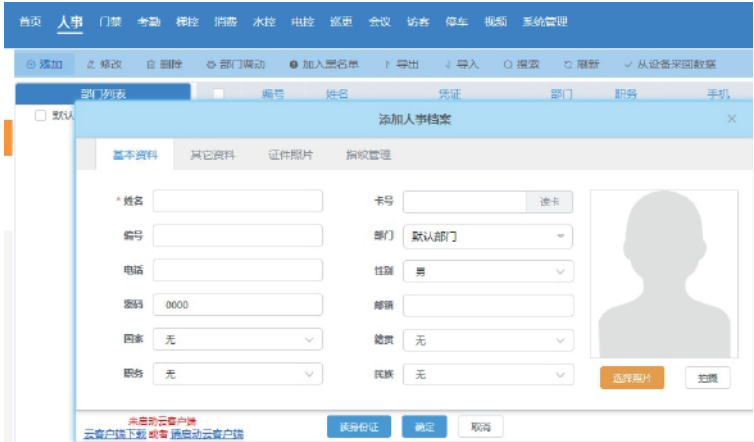 首页 人事 门禁 考勤 梯控 消费 水控 电控 巡更 会议 访客 停车 视频 系统管理
添加 修改 删除 部门调动 加入黑名单 导出 导入 搜索 刷新 从设备采回数据
部门列表 编号 姓名 凭证 部门 职务 手机
默认
添加人事档案
基本资料 其它资料 证件照片 指纹管理
* 姓名 卡号 读卡
编号 部门 默认部门
电话 性别 男
密码 0000 邮箱
国家 无 籍贯 无
职务 无 民族 无
选择照片 拍摄
未启动云客户端
云客户端下载 或者 请启动云客户端
读身份证 确定 取消